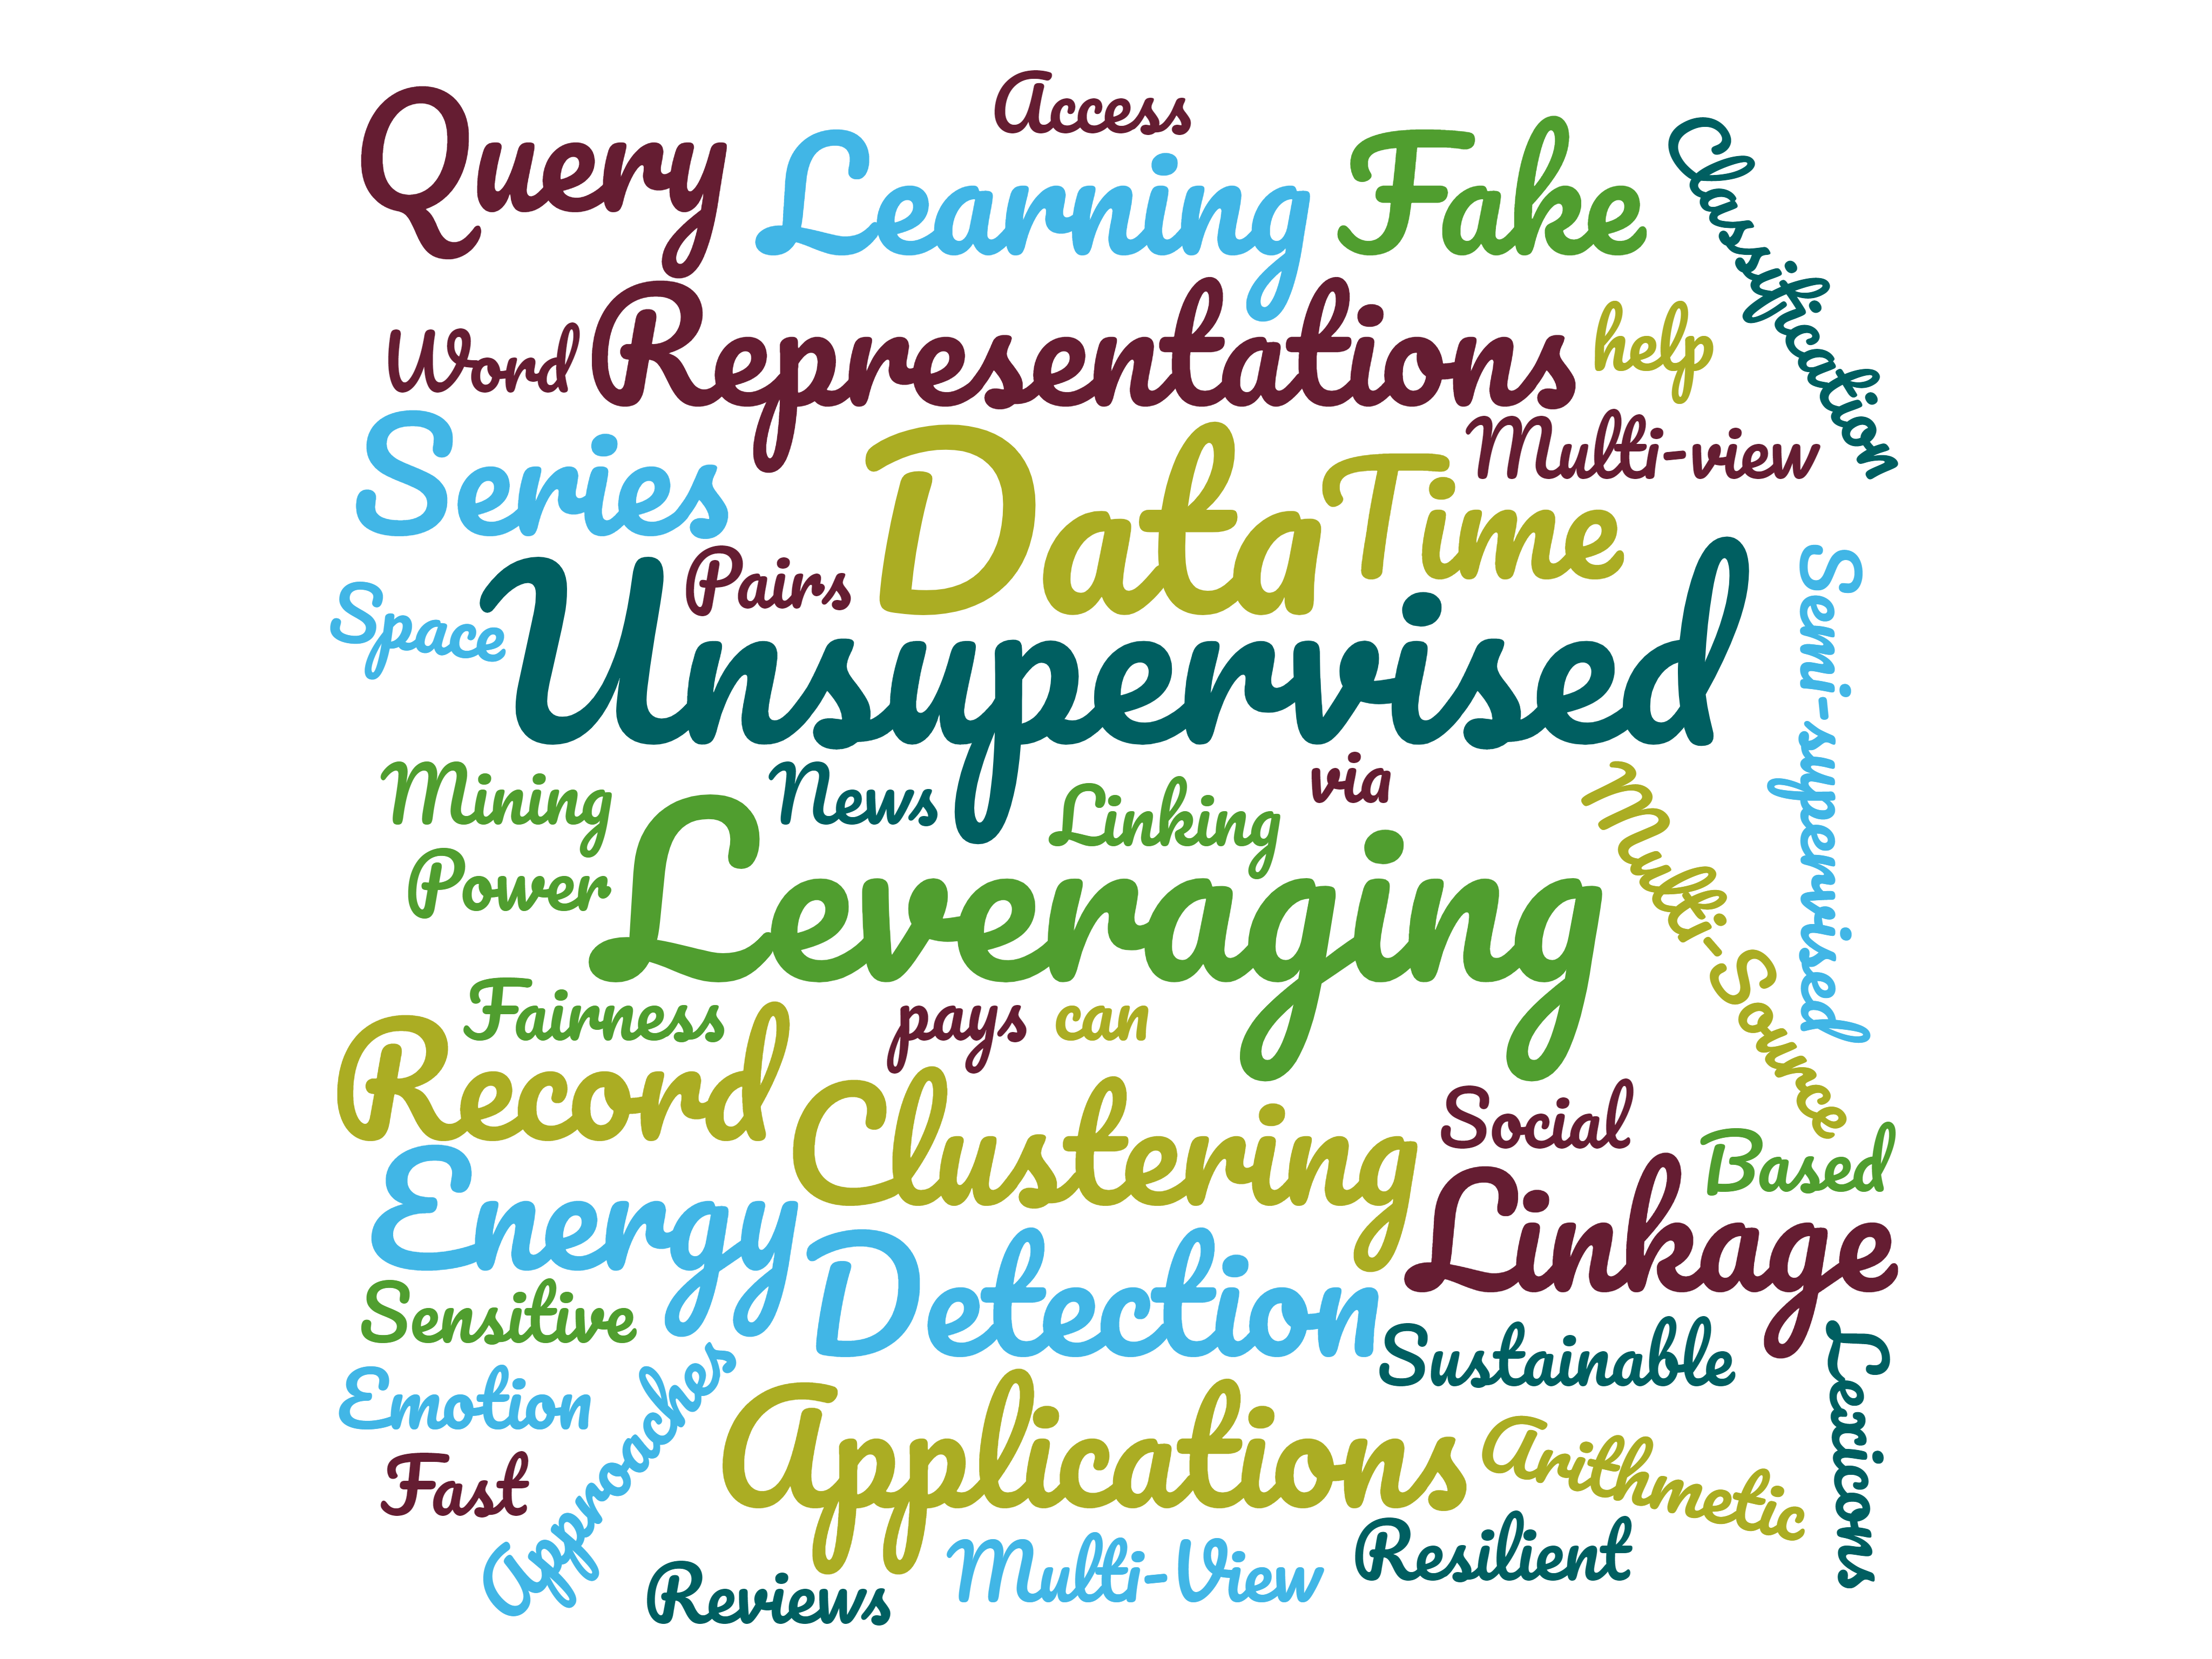 Access
Query
Learning
Fake
Classification
Word
Representations
help
Multi-view
Series
Data
Time
Pairs
Space
Unsupervised
Semi-supervised
Mining
News
Linking
via
Multi-Source
Power
Leveraging
Fairness
pays
can
Record
Clustering
Social
Based
Energy
Linkage
Detection
Sensitive
Sustainable
Lexicons
Emotion
Approaches
Applications
Arithmetic
Fast
Multi-View
Resilient
Reviews